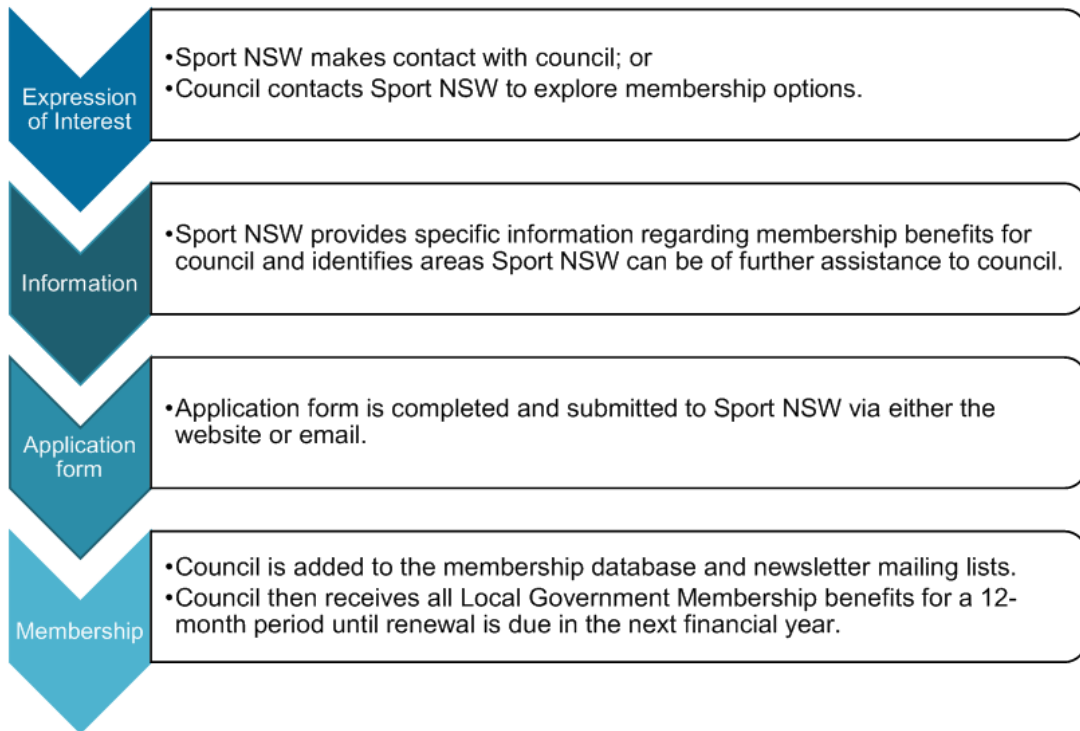 Expression
of Interest
•Sport NSW makes contact with council; or
•Council contacts Sport NSW to explore membership options.
Information
•Sport NSW provides specific information regarding membership benefits for
council and identifies areas Sport NSW can be of further assistance to council.
Application
form
•Application form is completed and submitted to Sport NSW via either the
website or email.
Membership
•Council is added to the membership database and newsletter mailing lists.
•Council then receives all Local Government Membership benefits for a 12-
month period until renewal is due in the next financial year.